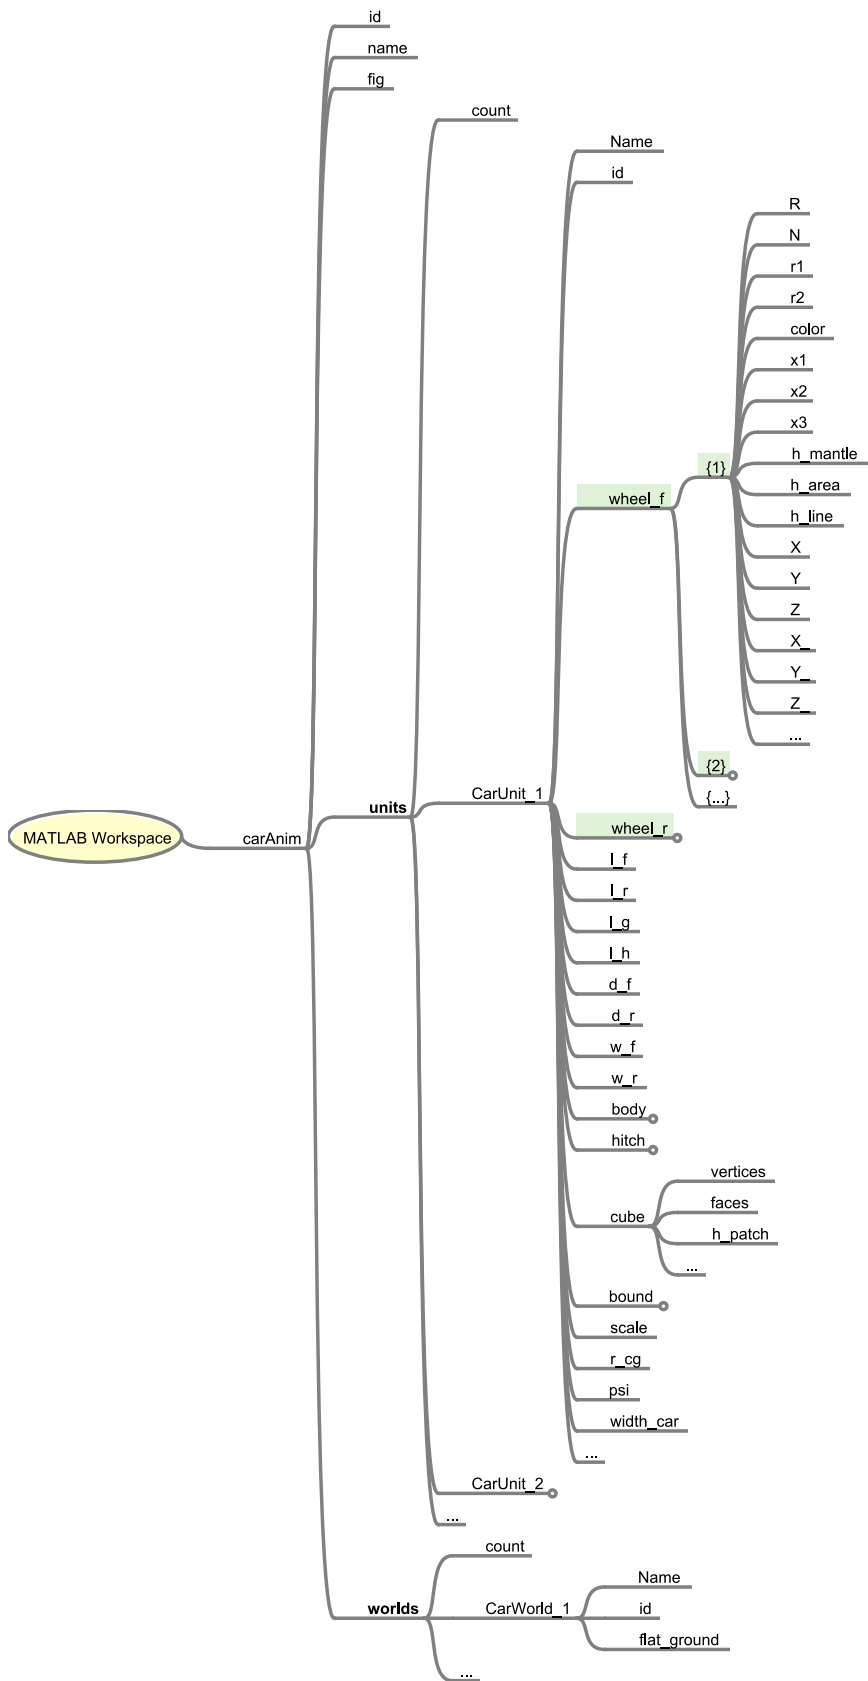 id
name
fig
count
Name
id
R
N
r1
r2
color
x1
x2
x3
h_mantle
{1}
h_area
wheel_f
h_line
X
Y
Z
X_
Y_
Z_
...
{2}
{...}
CarUnit_1
units
wheel_r
MATLAB Workspace
carAnim
l_f
l_r
l_g
l_h
d_f
d_r
w_f
w_r
body
hitch
vertices
faces
cube
h_patch
...
bound
scale
r_cg
psi
width_car
...
CarUnit_2
...
count
Name
worlds
CarWorld_1
id
flat_ground
...